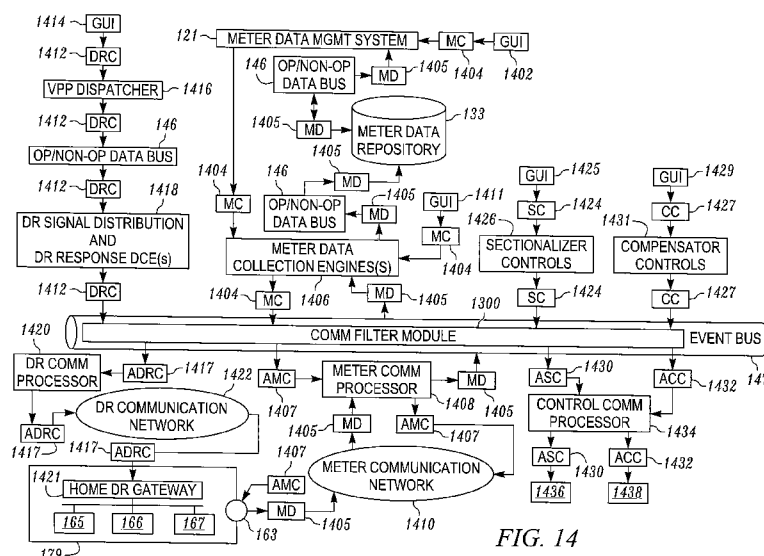 1414
GUI
1412
DRC
VPP DISPATCHER
1416
1412
DRC
146
OP/NON-OP DATA BUS
1412
DRC
1418
DR SIGNAL DISTRIBUTION
AND
DR RESPONSE DCE(s)
1412
DRC
121
METER DATA MGMT SYSTEM
MC
1404
GUI
1402
146
OP/NON-OP
DATA BUS
MD
1405
1405
MD
133
METER DATA
REPOSITORY
1404
MC
1405
MD
146
OP/NON-OP
DATA BUS
MD
1405
1411
GUI
MC
1404
METER DATA
COLLECTION ENGINES(S)
1406
1404
MC
MD
1405
1425
GUI
SC
1424
1426
SECTIONALIZER
CONTROLS
SC
1424
1429
GUI
CC
1427
1431
COMPENSATOR
CONTROLS
CC
1427
1300
COMM FILTER MODULE
EVENT BUS
147
1420
DR COMM
PROCESSOR
ADRC
1417
1422
DR COMMUNICATION
NETWORK
ADRC
1417
1417
ADRC
1421
HOME DR GATEWAY
165
166
167
179
163
AMC
1407
METER COMM
PROCESSOR
1408
MD
1405
1405
MD
AMC
1407
1407
AMC
METER COMMUNICATION
NETWORK
1410
MD
1405
1430
ASC
ACC
1432
CONTROL COMM
PROCESSOR
1434
ASC
1430
ACC
1432
1436
1438
FIG. 14